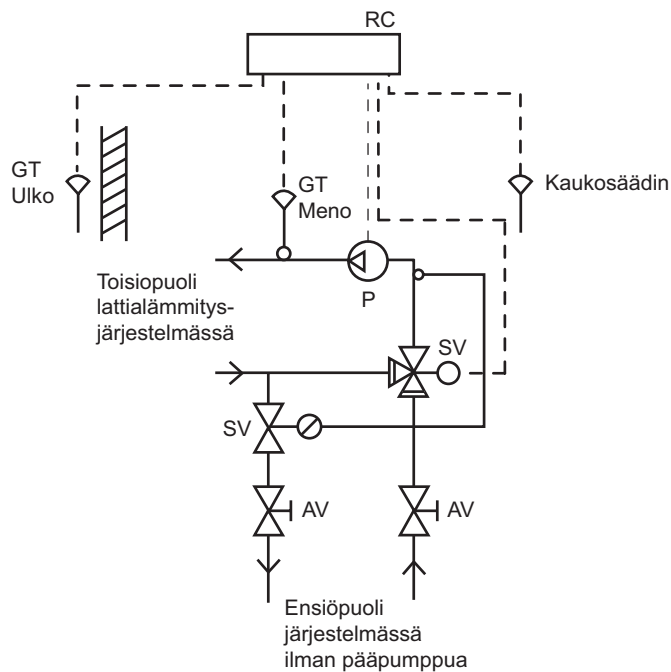 RC
GT
Ulko
GT
Meno
Kaukosäädin
P
Toisiopuoli
lattialämmitys-
järjestelmässä
SV
SV
AV
AV
Ensiöpuoli
järjestelmässä
ilman pääpumppua